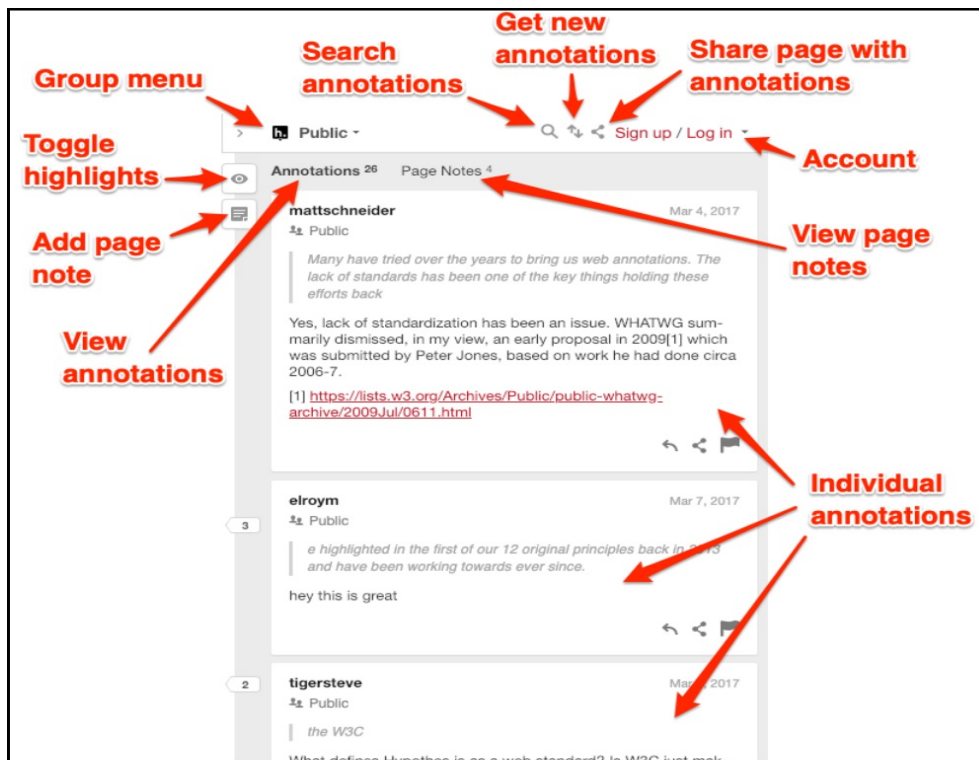 Get new
annotations
Search
annotations
Share page with
annotations
Group menu
h. Public
Sign up / Log in
Account
Toggle
highlights
Annotations 26 Page Notes 4
Add page
note
View page
notes
View
annotations
mattschneider Mar 4, 2017
Public
Many have tried over the years to bring us web annotations. The
lack of standards has been one of the key things holding these
efforts back
Yes, lack of standardization has been an issue. WHATWG sum-
marily dismissed, in my view, an early proposal in 2009[1] which
was submitted by Peter Jones, based on work he had done circa
2006-7.
[1] https://lists.w3.org/Archives/Public/public-whatwg-
archive/2009Jul/0611.html
Individual
annotations
3
elroym Mar 7, 2017
Public
e highlighted in the first of our 12 original principles back in 2013
and have been working towards ever since.
hey this is great
2
tigersteve Mar 2017
Public
the W3C